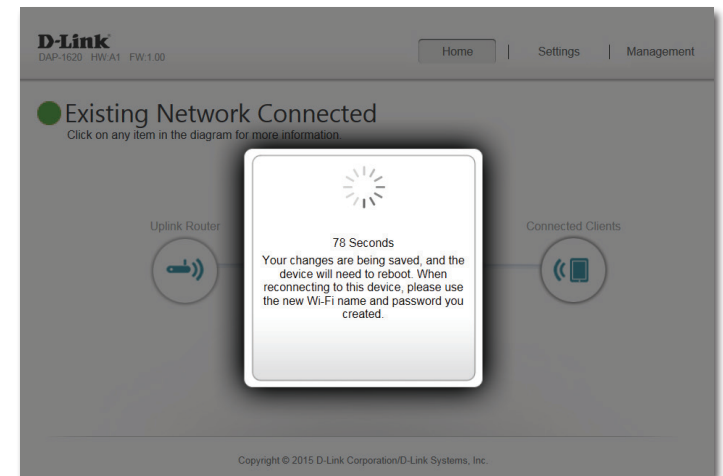 D-Link
DAP-1620 HW:A1 FW:1.00
Home | Settings | Management
Existing Network Connected
Click on any item in the diagram for more information.
Uplink Router
Connected Clients
78 Seconds
Your changes are being saved, and the
device will need to reboot. When
reconnecting to this device, please use
the new Wi-Fi name and password you
created.
Copyright © 2015 D-Link Corporation/D-Link Systems, Inc.